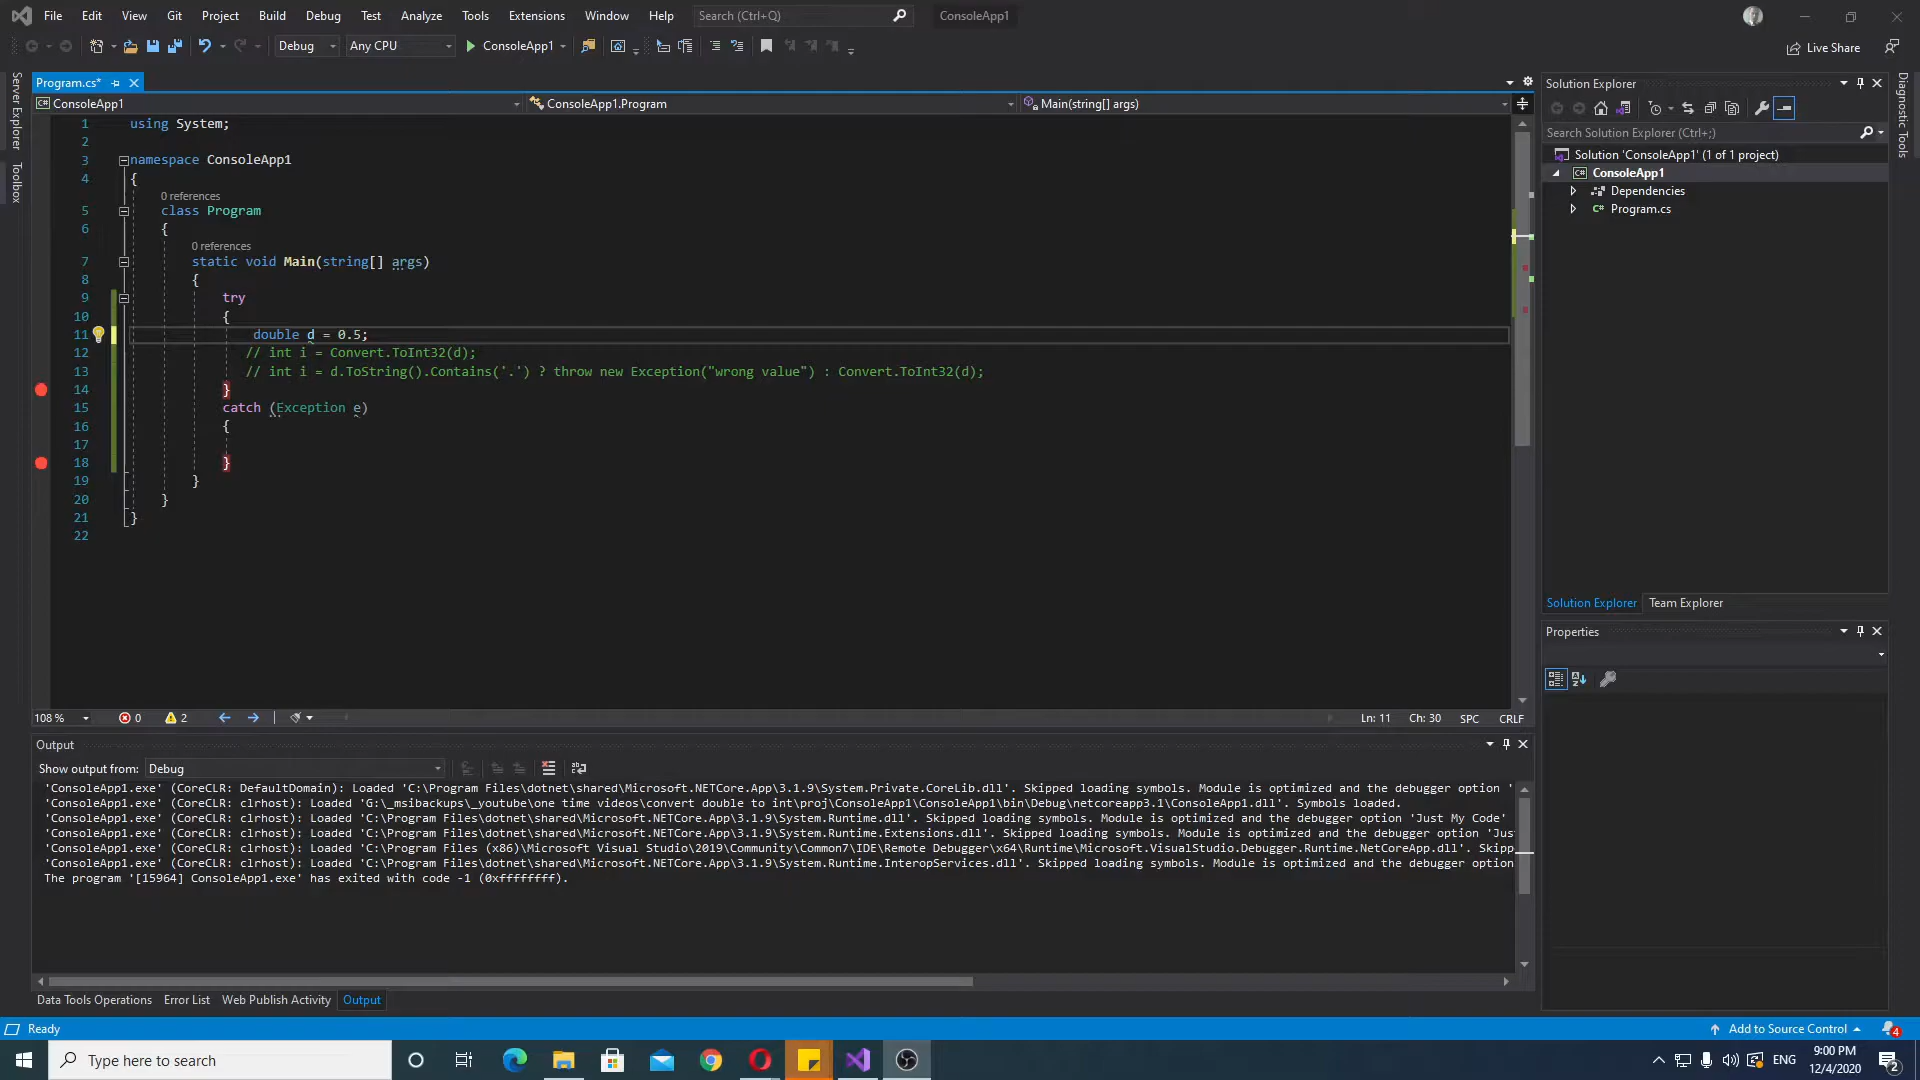 File Edit View Git Project Build Debug Test Analyze Tools Extensions Window Help Search (Ctrl+Q) ConsoleApp1
Debug Any CPU ConsoleApp1 Live Share
Server Explorer
Toolbox
Program.cs*
ConsoleApp1 ConsoleApp1.Program Main(string[] args)
1 using System;
2
3 namespace ConsoleApp1
4 {
0 references
5 class Program
6 {
0 references
7 static void Main(string[] args)
8 {
9 try
10 {
11 double d = 0.5;
12 // int i = Convert.ToInt32(d);
13 // int i = d.ToString().Contains('.') ? throw new Exception("wrong value") : Convert.ToInt32(d);
14 }
15 catch (Exception e)
16 {
17
18 }
19 }
20 }
21 }
22
108 % 0 2 Ln: 11 Ch: 30 SPC CRLF
Solution Explorer
Search Solution Explorer (Ctrl+;)
Solution 'ConsoleApp1' (1 of 1 project)
ConsoleApp1
Dependencies
C# Program.cs
Solution Explorer Team Explorer
Properties
Diagnostic Tools
Output
Show output from: Debug
'ConsoleApp1.exe' (CoreCLR: DefaultDomain): Loaded 'C:\Program Files\dotnet\shared\Microsoft.NETCore.App\3.1.9\System.Private.CoreLib.dll'. Skipped loading symbols. Module is optimized and the debugger option '
'ConsoleApp1.exe' (CoreCLR: clrhost): Loaded 'G:\_msibackups\_youtube\one time videos\convert double to int\proj\ConsoleApp1\ConsoleApp1\bin\Debug\netcoreapp3.1\ConsoleApp1.dll'. Symbols loaded.
'ConsoleApp1.exe' (CoreCLR: clrhost): Loaded 'C:\Program Files\dotnet\shared\Microsoft.NETCore.App\3.1.9\System.Runtime.dll'. Skipped loading symbols. Module is optimized and the debugger option 'Just My Code'
'ConsoleApp1.exe' (CoreCLR: clrhost): Loaded 'C:\Program Files\dotnet\shared\Microsoft.NETCore.App\3.1.9\System.Runtime.Extensions.dll'. Skipped loading symbols. Module is optimized and the debugger option 'Jus
'ConsoleApp1.exe' (CoreCLR: clrhost): Loaded 'C:\Program Files (x86)\Microsoft Visual Studio\2019\Community\Common7\IDE\Remote Debugger\x64\Runtime\Microsoft.VisualStudio.Debugger.Runtime.NetCoreApp.dll'. Skipp
'ConsoleApp1.exe' (CoreCLR: clrhost): Loaded 'C:\Program Files\dotnet\shared\Microsoft.NETCore.App\3.1.9\System.Runtime.InteropServices.dll'. Skipped loading symbols. Module is optimized and the debugger option
The program '[15964] ConsoleApp1.exe' has exited with code -1 (0xffffffff).
Data Tools Operations Error List Web Publish Activity Output
Ready Add to Source Control 4
Type here to search ENG 9:00 PM 2
12/4/2020